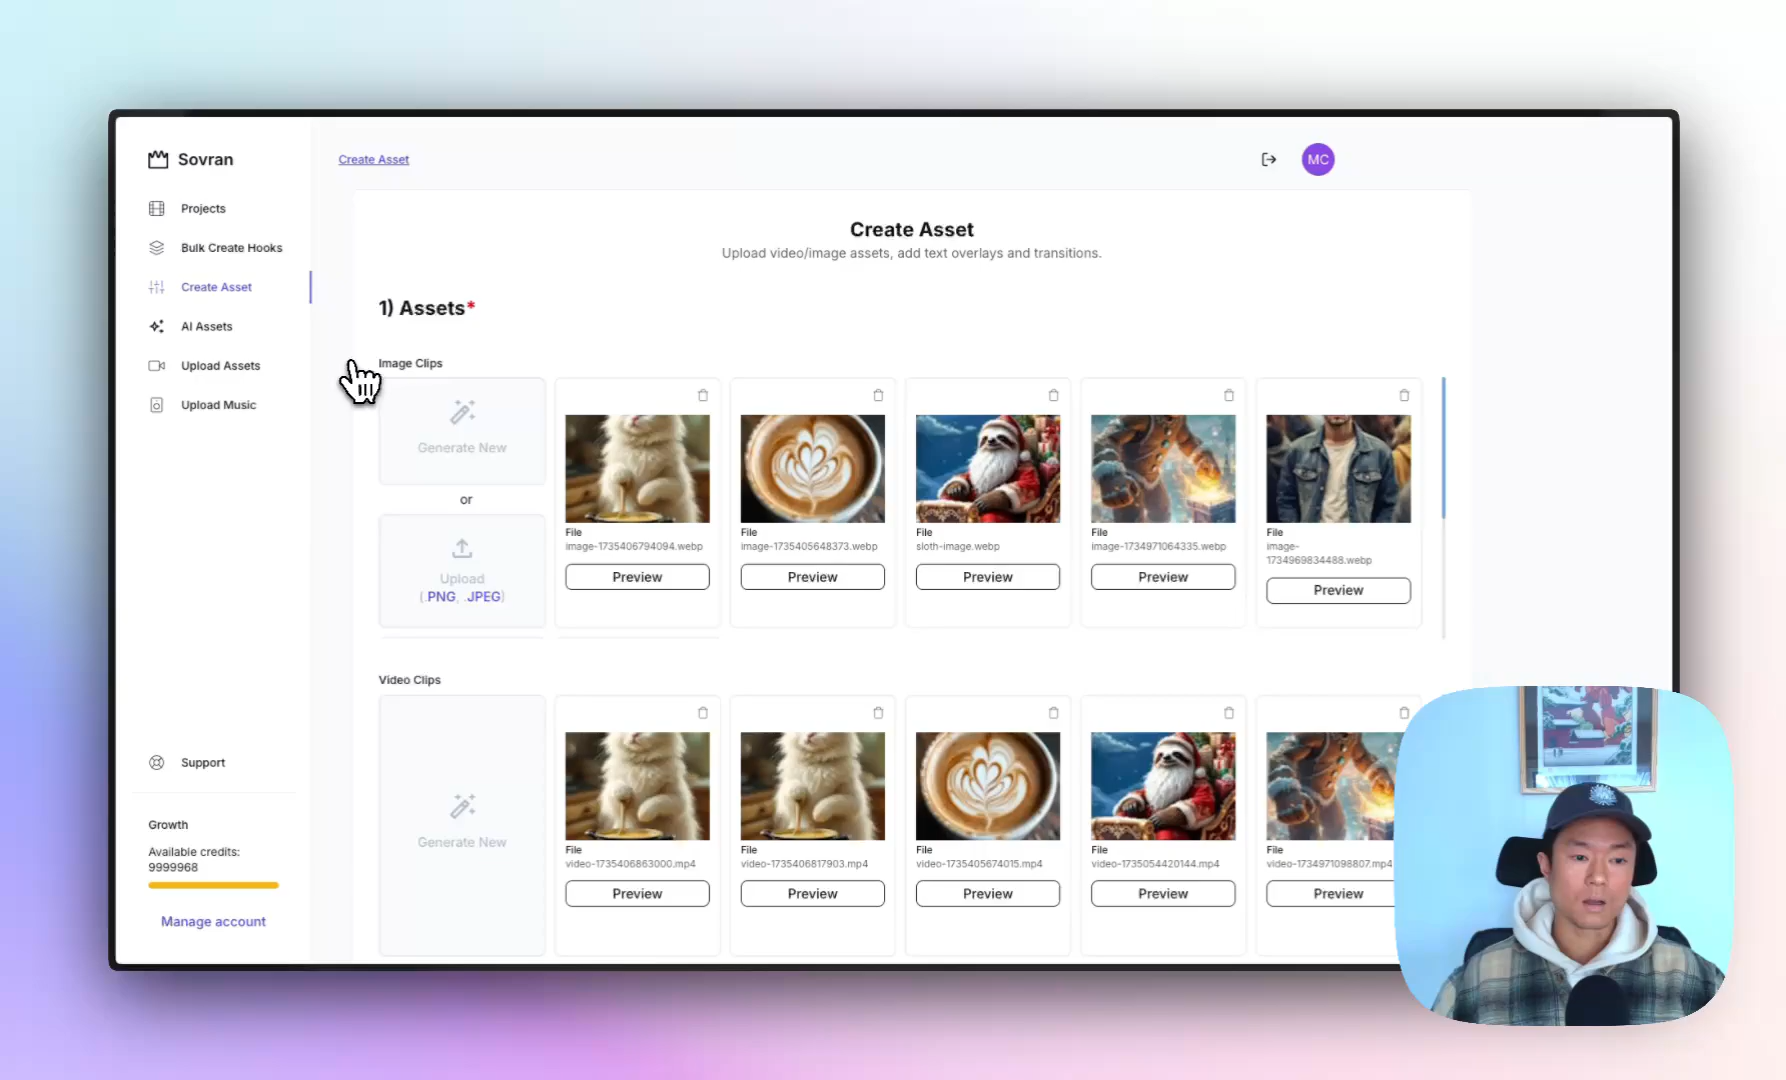 Sovran
Projects
Bulk Create Hooks
Create Asset
AI Assets
Upload Assets
Upload Music
Support
Growth
Available credits:
9999968
Manage account
Create Asset
MC
Create Asset
Upload video/image assets, add text overlays and transitions.
1) Assets*
Image Clips
Generate New
or
Upload
(.PNG, .JPEG)
File
image-1735406794094.webp
Preview
File
image-1735405648373.webp
Preview
File
sloth-image.webp
Preview
File
image-1734971064335.webp
Preview
File
image-
1734969834488.webp
Preview
Video Clips
Generate New
File
video-1735406863000.mp4
Preview
File
video-1735406817903.mp4
Preview
File
video-1735405674015.mp4
Preview
File
video-1735054420144.mp4
Preview
File
video-1734971098807.mp4
Preview